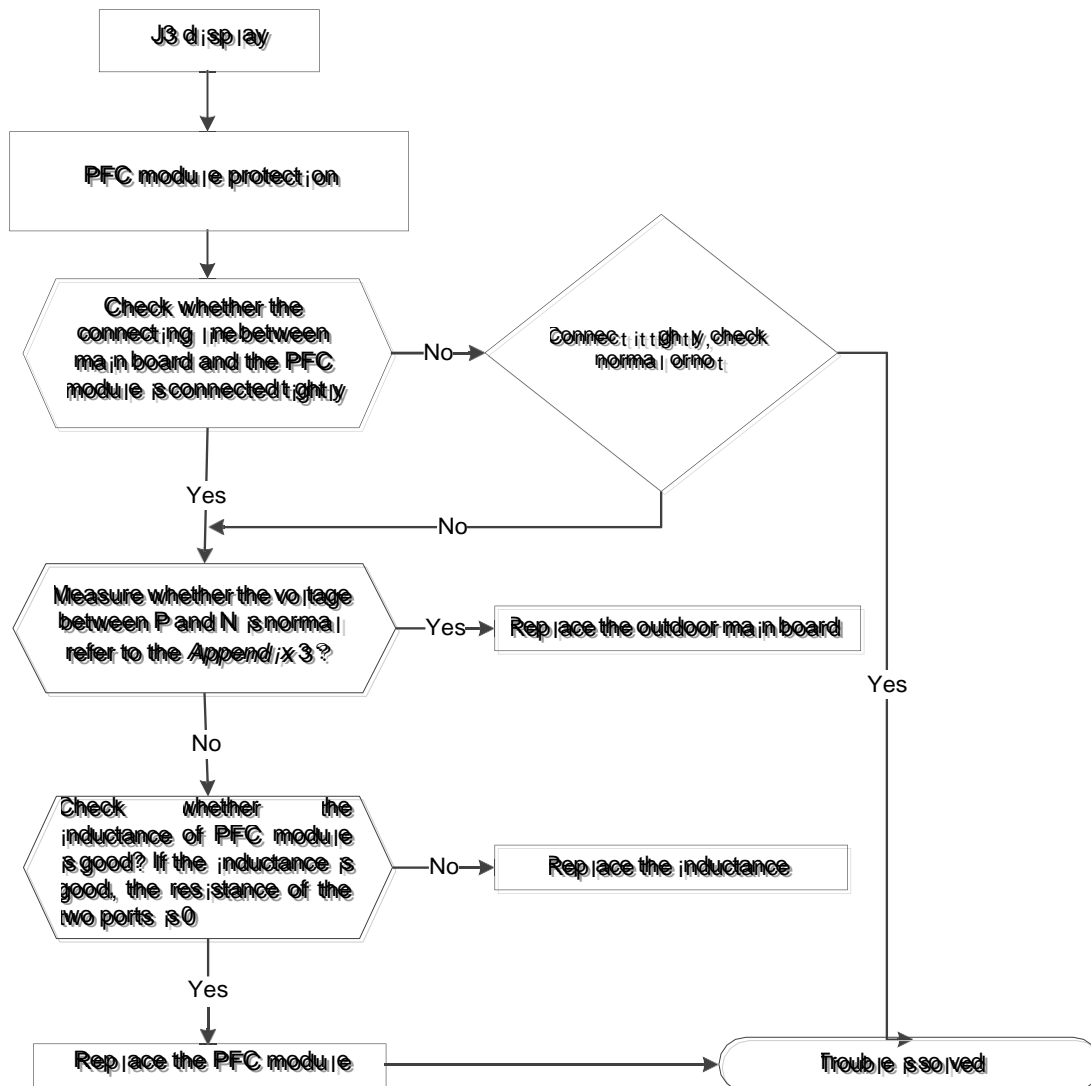 J3 display
PFC module protection
Check whether the
connecting line between
main board and the PFC
module is connected tightly
No
Connect it tightly, check
normal or not
Yes
No
Measure whether the voltage
between P and N is normal
refer to the Appendix 3?
Yes
Replace the outdoor main board
Yes
No
Check whether the
inductance of PFC module
is good? If the inductance is
good, the resistance of the
two ports is 0
No
Replace the inductance
Yes
Replace the PFC module
Trouble is solved